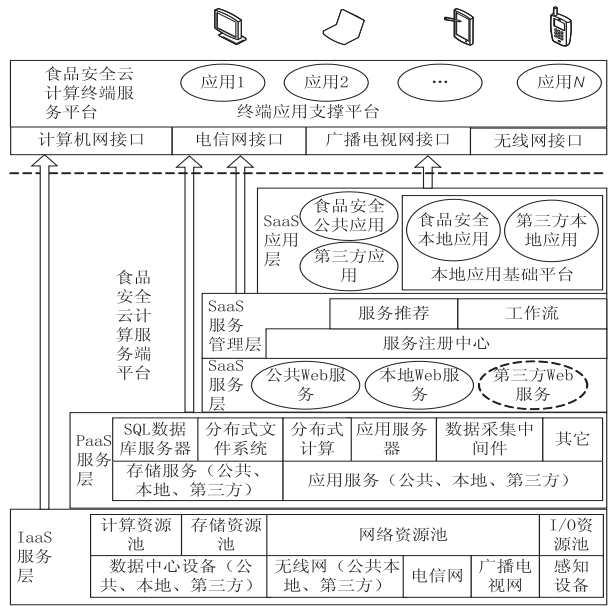 食品安全云
计算终端服
务平台
应用1
应用2
…
应用N
终端应用支撑平台
计算机网接口
电信网接口
广播电视网接口
无线网接口
食品
安全
云计
算服
务端
平台
SaaS
应用
层
食品安全
公共应用
第三方应
用
食品安全
本地应用
第三方本
地应用
本地应用基础平台
SaaS
服务
管理层
服务推荐
工作流
服务注册中心
SaaS
服务
层
公共Web服
务
本地Web服
务
第三方Web
服务
PaaS
服务
层
SQL数据
库服务器
分布式文
件系统
分布式
计算
应用服务
器
数据采集中
间件
其它
存储服务（公共、
本地、第三方）
应用服务（公共、本地、第三方）
IaaS
服务
层
计算资源
池
存储资源
池
网络资源池
I/O资
源池
数据中心设备（公
共、本地、第三方）
无线网（公共本
地、第三方）
电信网
广播电
视网
感知
设备